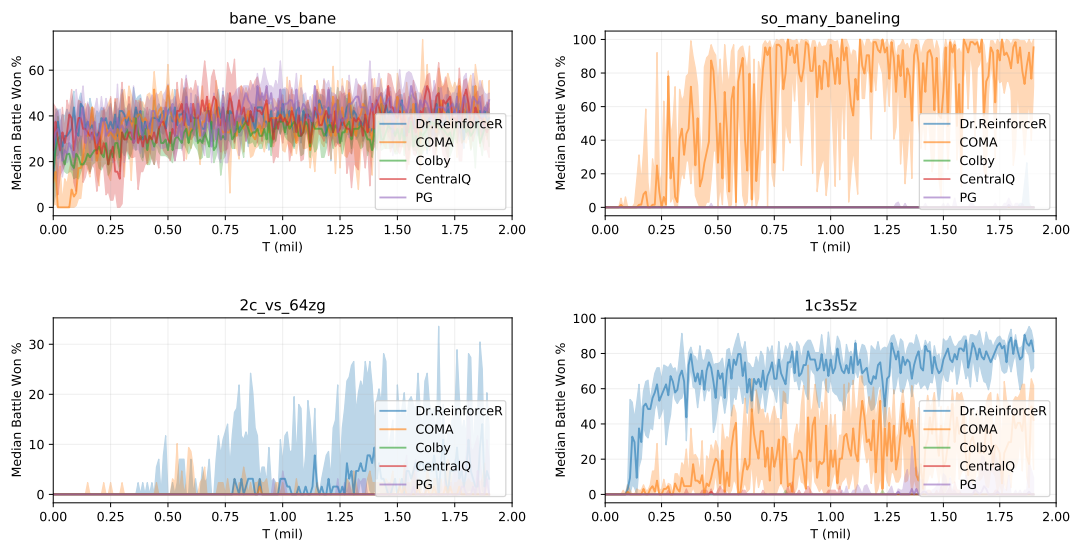 bane_vs_bane
Median Battle Won %
60
40
20
0
0.00 0.25 0.50 0.75 1.00 1.25 1.50 1.75 2.00
T (mil)
Dr.ReinforceR
COMA
Colby
CentralQ
PG
so_many_baneling
Median Battle Won %
100
80
60
40
20
0
0.00 0.25 0.50 0.75 1.00 1.25 1.50 1.75 2.00
T (mil)
Dr.ReinforceR
COMA
Colby
CentralQ
PG
2c_vs_64zg
Median Battle Won %
30
20
10
0
0.00 0.25 0.50 0.75 1.00 1.25 1.50 1.75 2.00
T (mil)
Dr.ReinforceR
COMA
Colby
CentralQ
PG
1c3s5z
Median Battle Won %
100
80
60
40
20
0
0.00 0.25 0.50 0.75 1.00 1.25 1.50 1.75 2.00
T (mil)
Dr.ReinforceR
COMA
Colby
CentralQ
PG